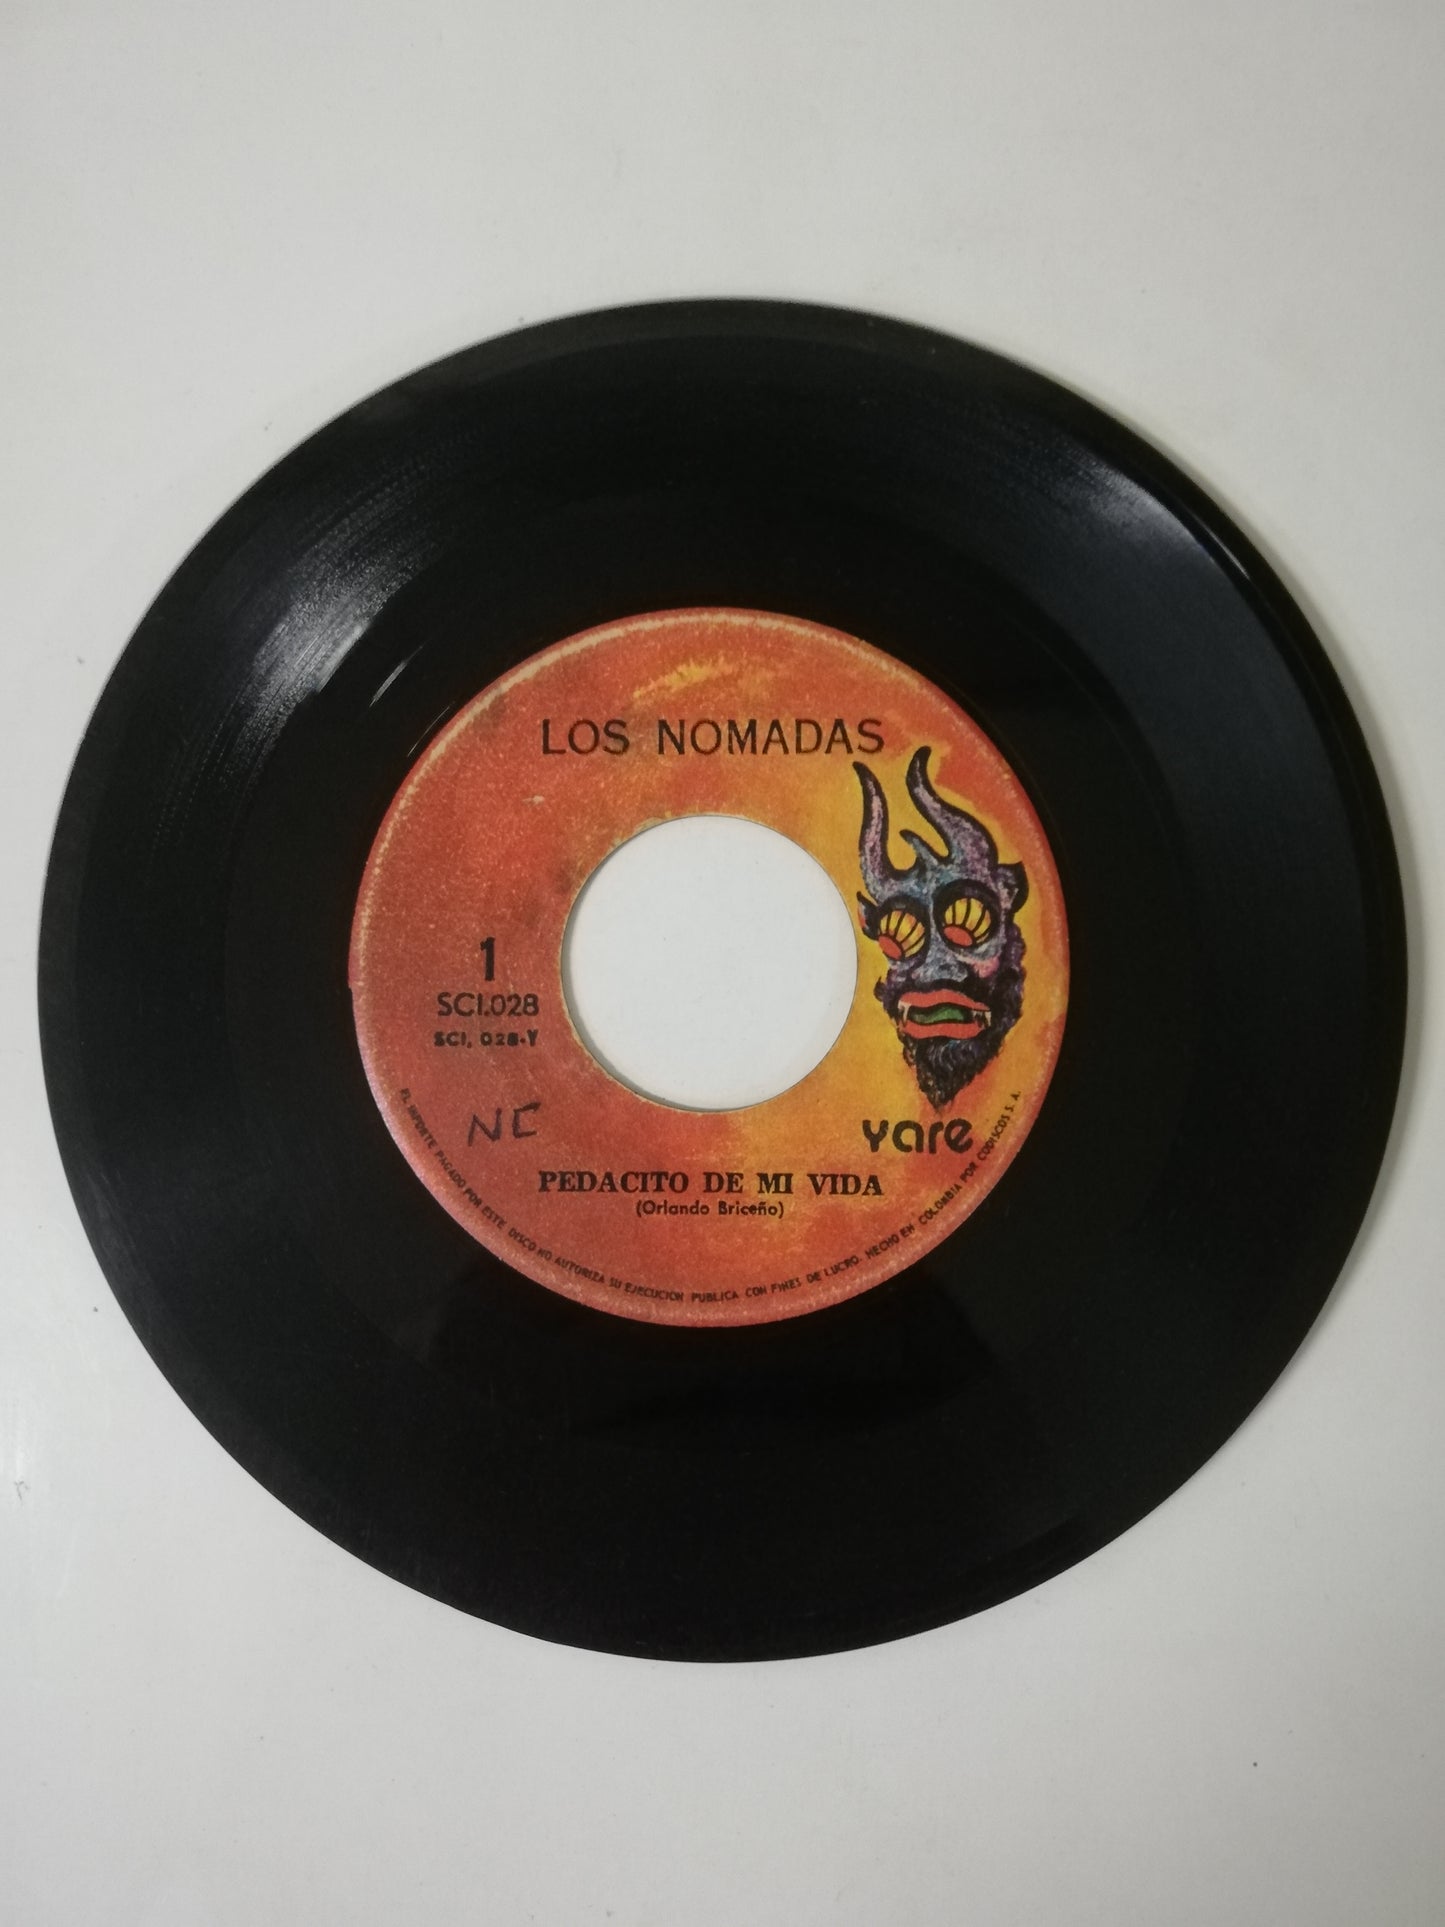 LOS NOMADAS
1
SCI.028
SCI, 028-Y
NC
yare
PEDACITO DE MI VIDA
(Orlando Briceño)
EL IMPORTE PAGADO POR ESTE DISCO NO AUTORIZA SU EJECUCION PUBLICA CON FINES DE LUCRO. HECHO EN COLOMBIA POR CODISCOS S. A.